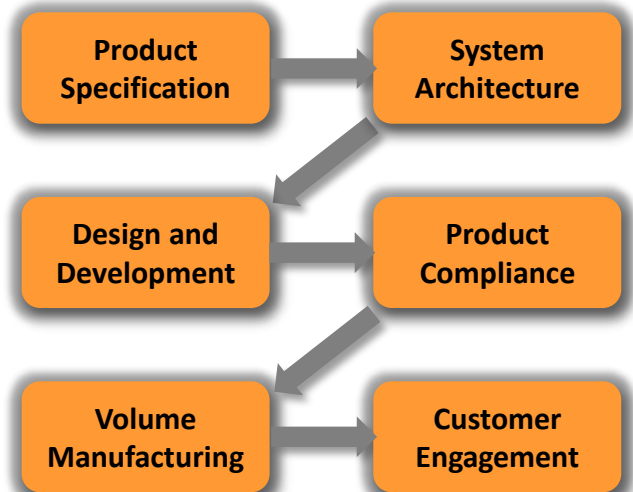 Product
Specification
System
Architecture
Design and
Development
Product
Compliance
Volume
Manufacturing
Customer
Engagement